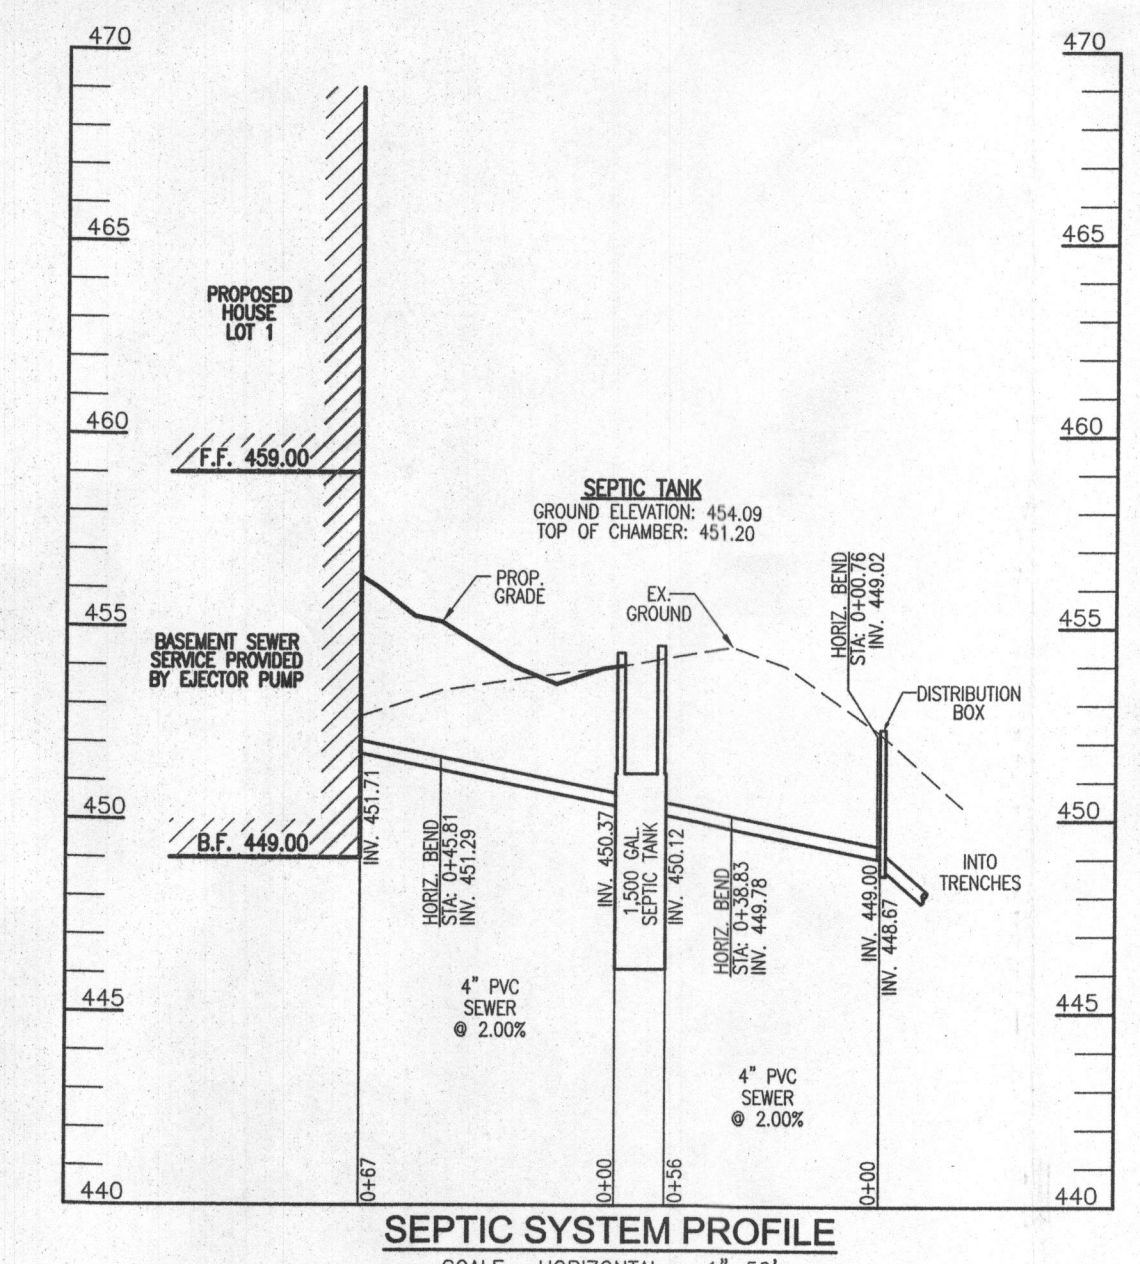 470
470
465
465
PROPOSED
HOUSE
LOT 1
460
460
F.F. 459.00
SEPTIC TANK
GROUND ELEVATION: 454.09
TOP OF CHAMBER: 451.20
PROP.
GRADE
EX.
GROUND
HORIZ. BEND
STA: 0+00.76
INV. 449.02
455
455
BASEMENT SEWER
SERVICE PROVIDED
BY EJECTOR PUMP
DISTRIBUTION
BOX
450
450
B.F. 449.00
INV. 451.71
HORIZ. BEND
STA: 0+45.81
INV. 451.29
INV. 450.37
1,500 GAL.
SEPTIC TANK
INV. 450.12
HORIZ. BEND
STA: 0+38.83
INV. 449.78
INV. 449.00
INV. 448.67
INTO
TRENCHES
445
445
4" PVC
SEWER
@ 2.00%
4" PVC
SEWER
@ 2.00%
440
440
0+67
0+00
0+56
0+00
SEPTIC SYSTEM PROFILE